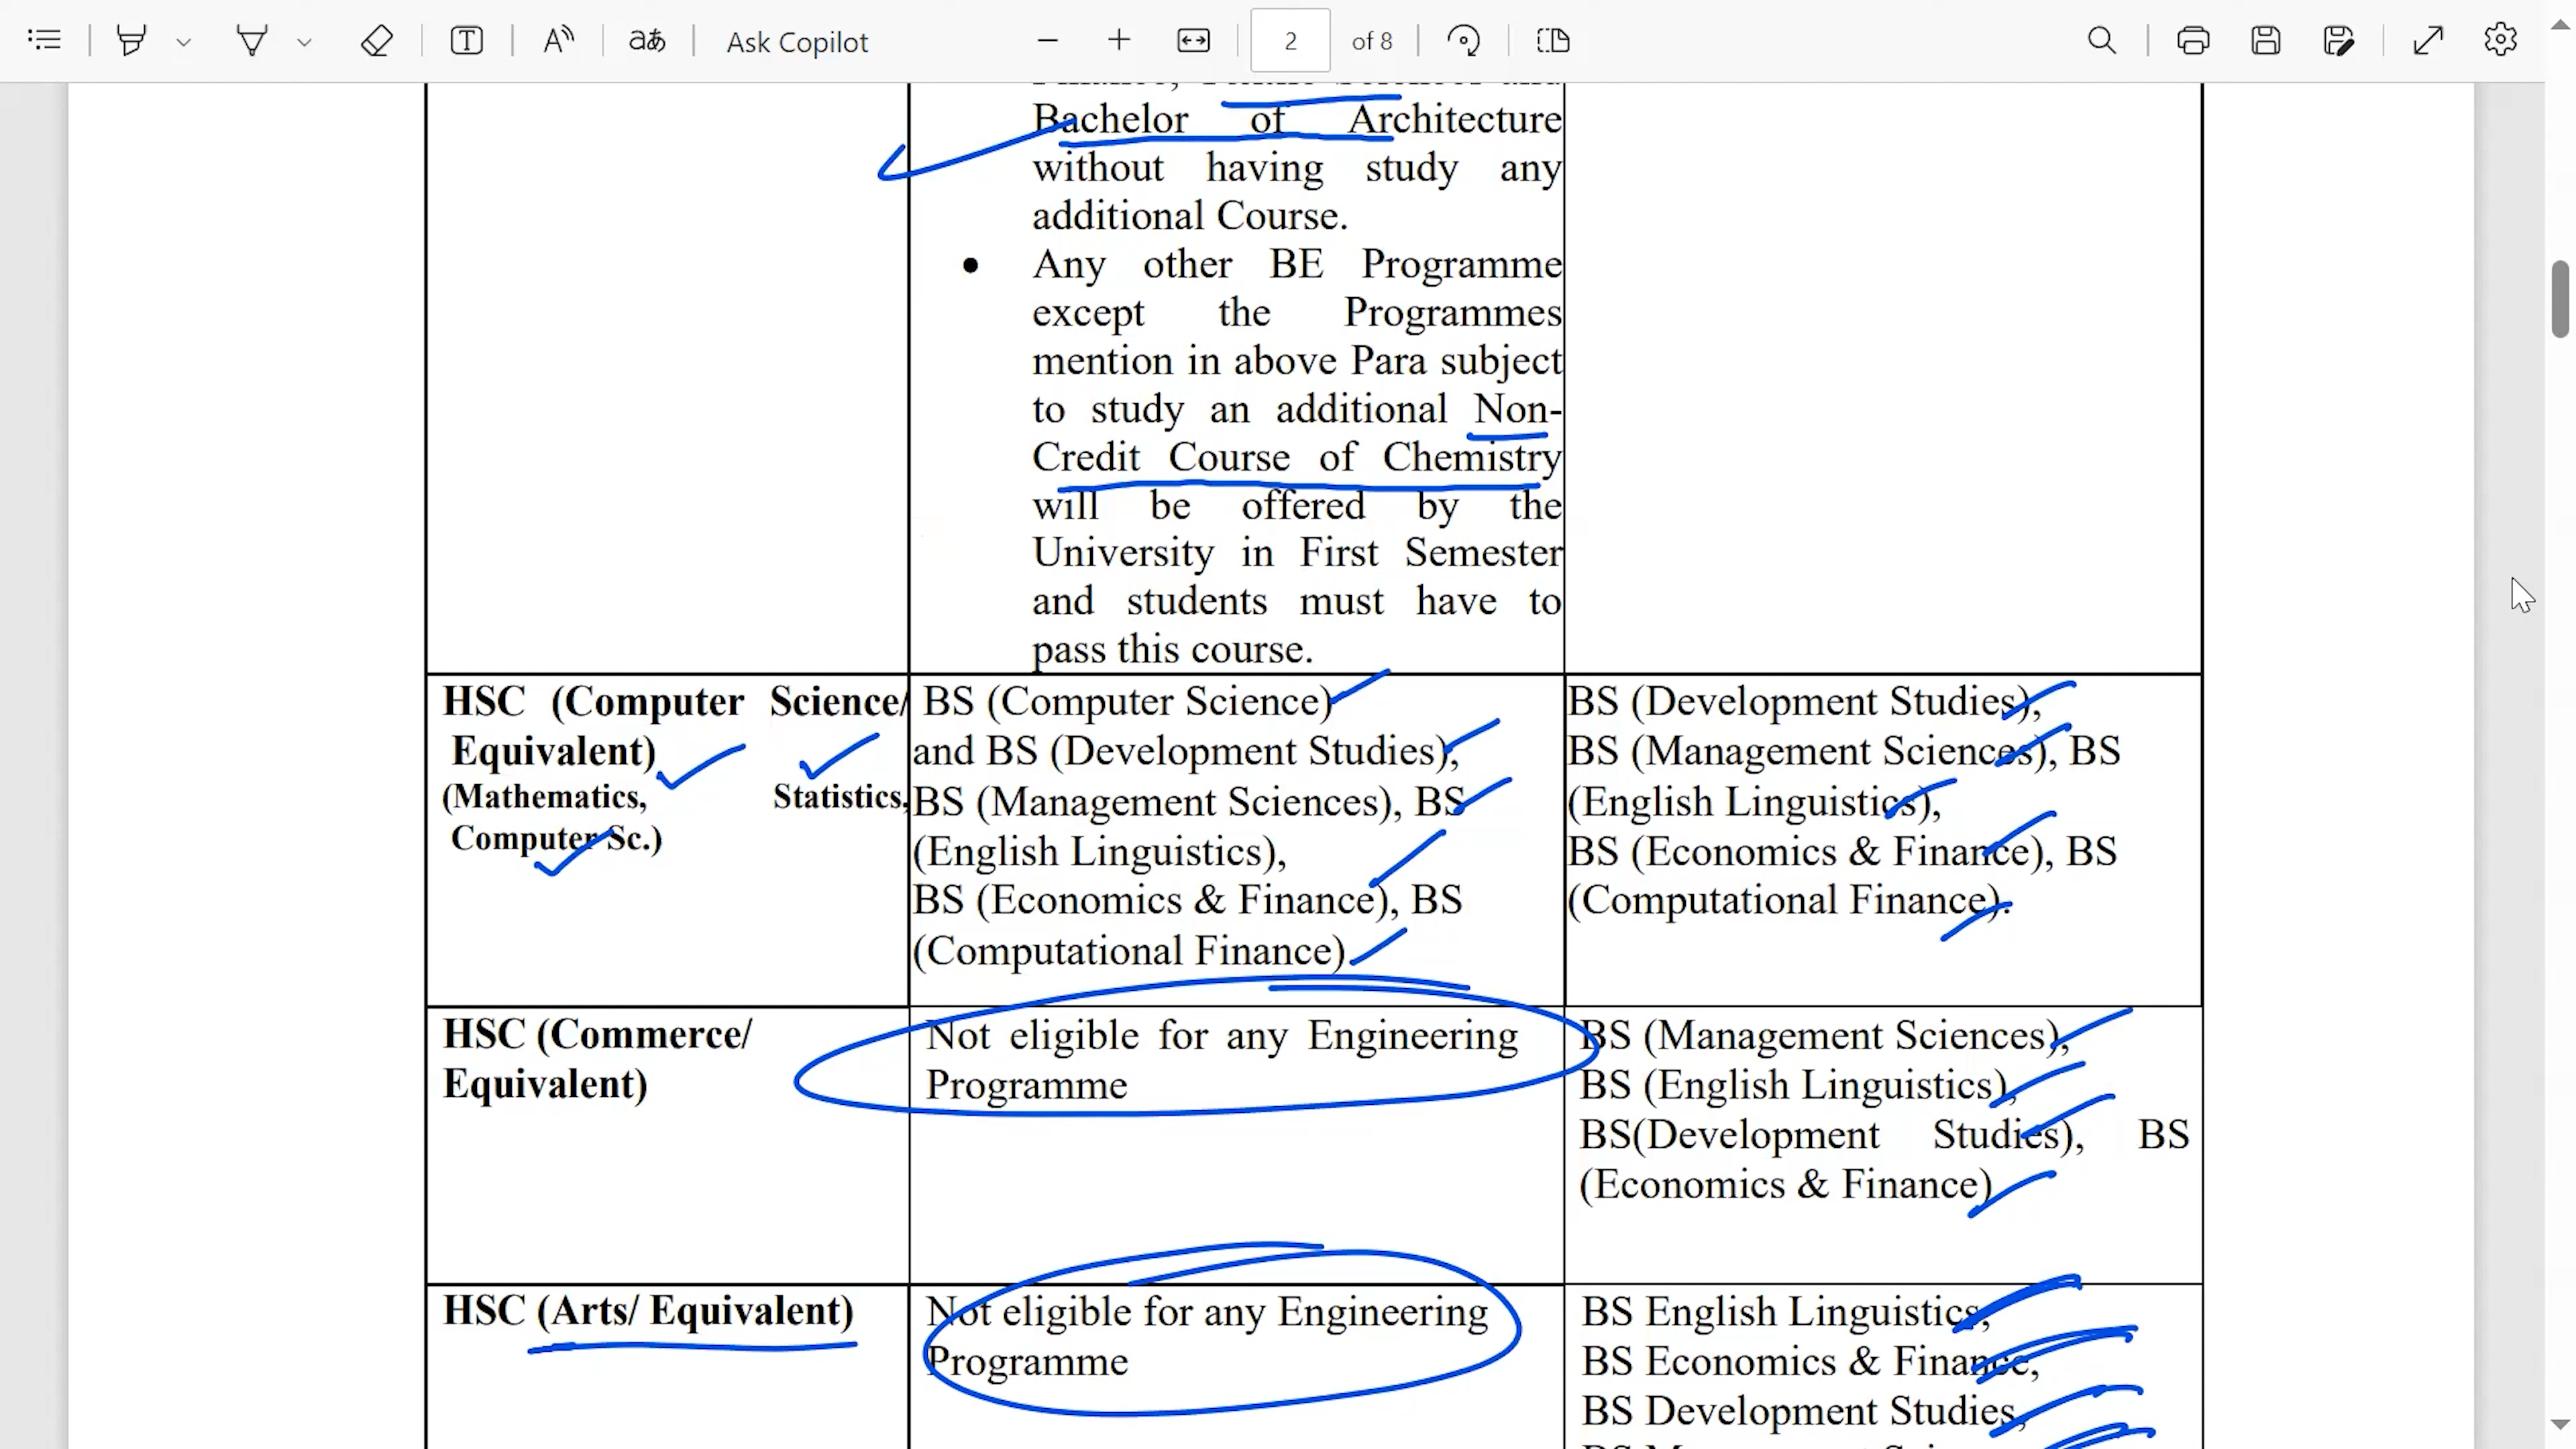 Ask Copilot
2 of 8
Bachelor of Architecture
without having study any
additional Course.
• Any other BE Programme
except the Programmes
mention in above Para subject
to study an additional Non-
Credit Course of Chemistry
will be offered by the
University in First Semester
and students must have to
pass this course.
HSC (Computer Science/
Equivalent)
(Mathematics, Statistics,
Computer Sc.)
BS (Computer Science)
and BS (Development Studies),
BS (Management Sciences), BS
(English Linguistics),
BS (Economics & Finance), BS
(Computational Finance)
BS (Development Studies),
BS (Management Sciences), BS
(English Linguistics),
BS (Economics & Finance), BS
(Computational Finance).
HSC (Commerce/
Equivalent)
Not eligible for any Engineering
Programme
BS (Management Sciences),
BS (English Linguistics),
BS(Development Studies), BS
(Economics & Finance)
HSC (Arts/ Equivalent)
Not eligible for any Engineering
Programme
BS English Linguistics,
BS Economics & Finance,
BS Development Studies,